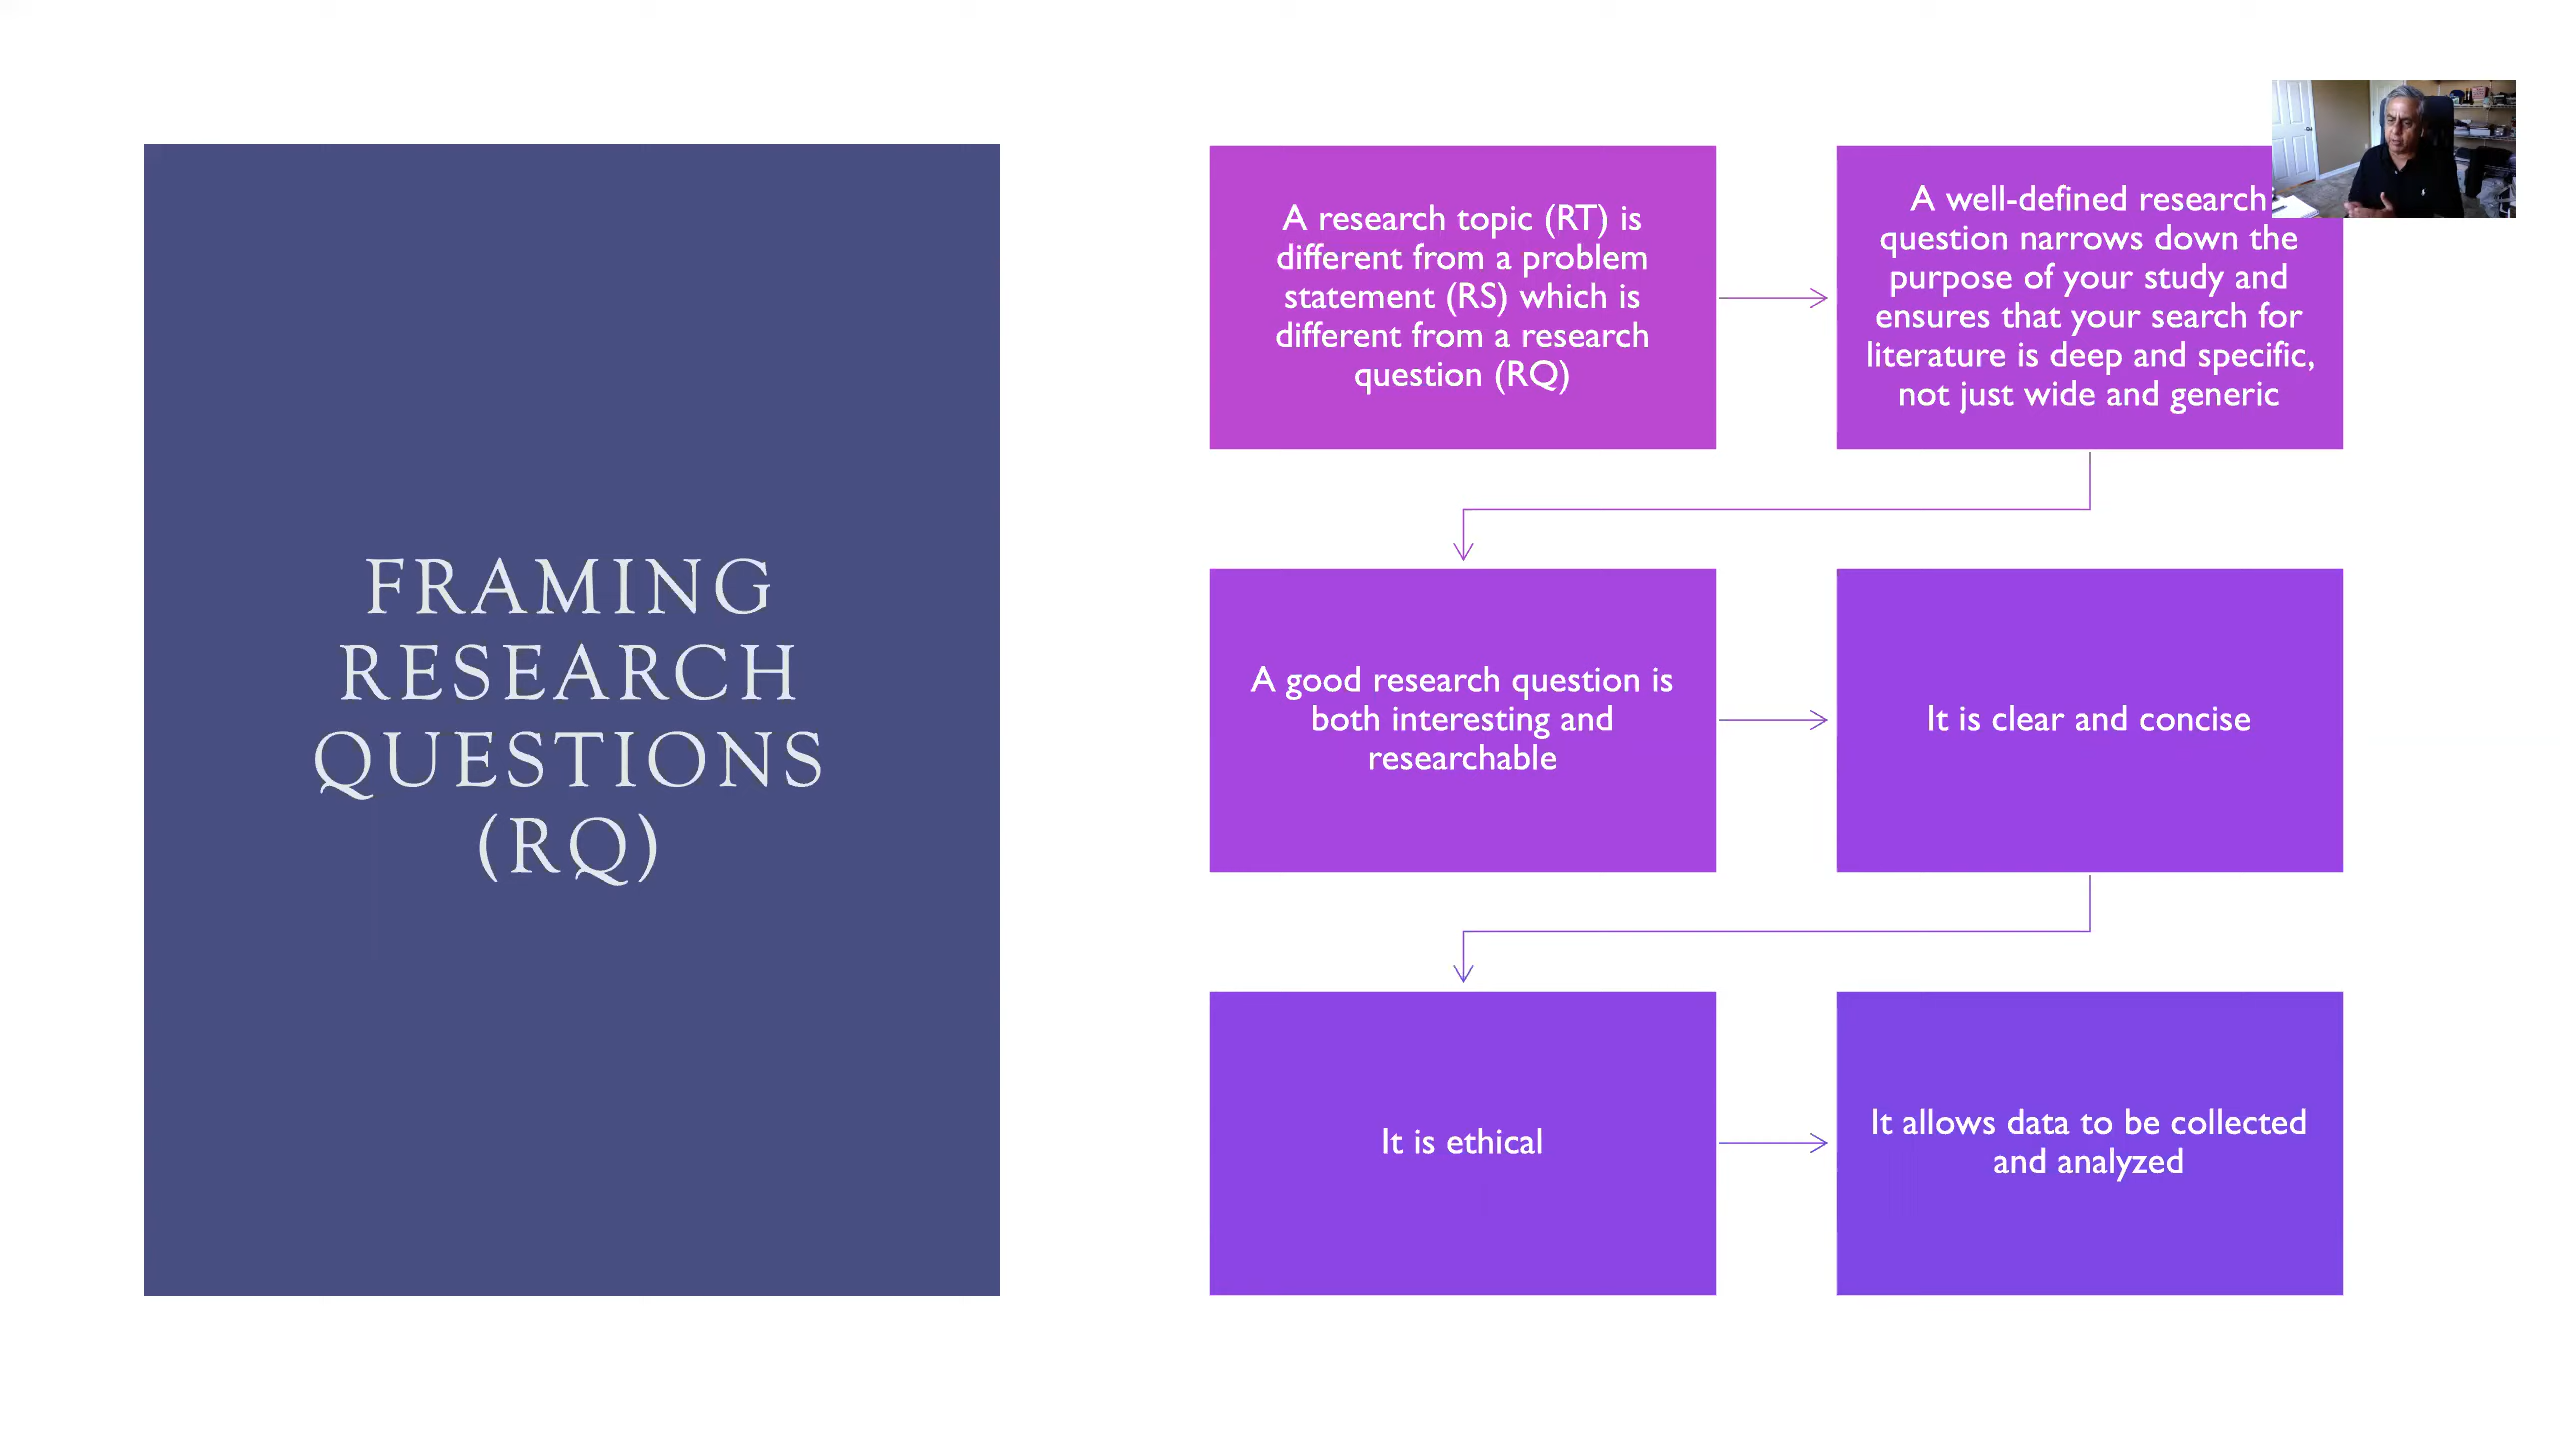 FRAMING
RESEARCH
QUESTIONS
(RQ)
A research topic (RT) is
different from a problem
statement (RS) which is
different from a research
question (RQ)
A well-defined research
question narrows down the
purpose of your study and
ensures that your search for
literature is deep and specific,
not just wide and generic
A good research question is
both interesting and
researchable
It is clear and concise
It is ethical
It allows data to be collected
and analyzed